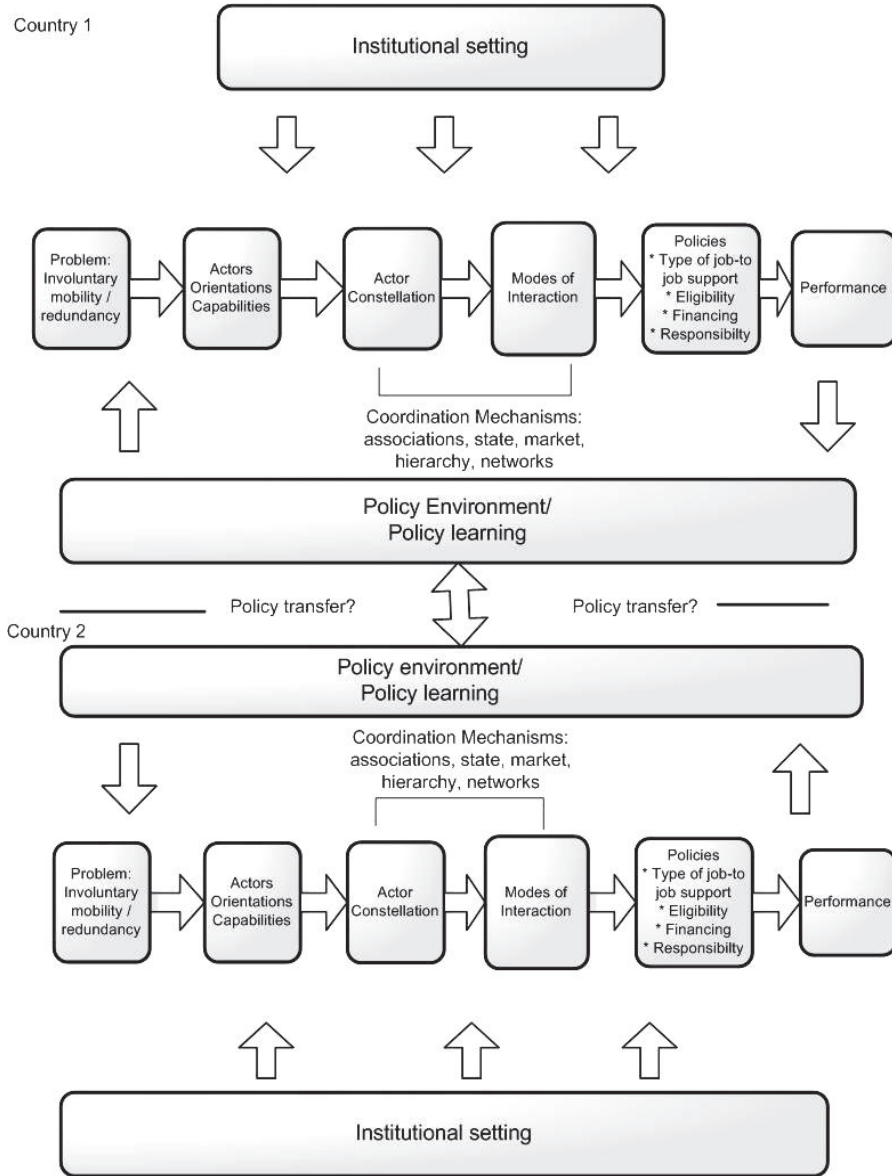 Country 1
Institutional setting
Problem:
Involuntary
mobility /
redundancy
Actors
Orientations
Capabilities
Actor
Constellation
Modes of
Interaction
Policies
* Type of job-to
job support
* Eligibility
* Financing
* Responsibilty
Performance
Coordination Mechanisms:
associations, state, market,
hierarchy, networks
Policy Environment/
Policy learning
Policy transfer?
Policy transfer?
Country 2
Policy environment/
Policy learning
Coordination Mechanisms:
associations, state, market,
hierarchy, networks
Problem:
Involuntary
mobility /
redundancy
Actors
Orientations
Capabilities
Actor
Constellation
Modes of
Interaction
Policies
* Type of job-to
job support
* Eligibility
* Financing
* Responsibilty
Performance
Institutional setting